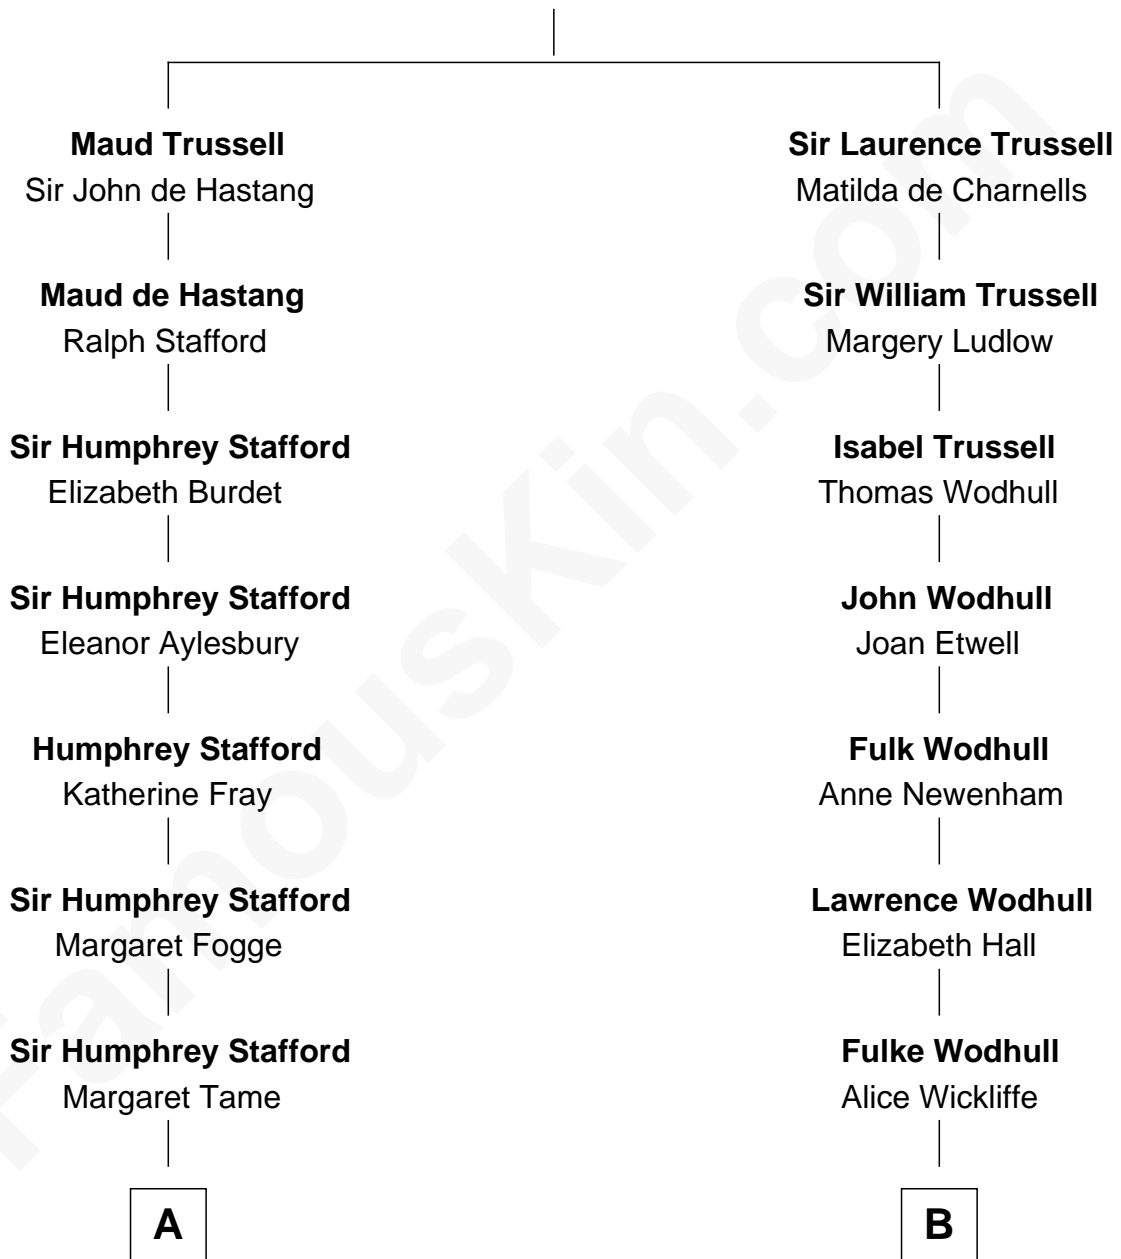 Maud Trussell
Sir John de Hastang
Maud de Hastang
Ralph Stafford
Sir Humphrey Stafford
Elizabeth Burdet
Sir Humphrey Stafford
Eleanor Aylesbury
Humphrey Stafford
Katherine Fray
Sir Humphrey Stafford
Margaret Fogge
Sir Humphrey Stafford
Margaret Tame
A
Sir Laurence Trussell
Matilda de Charnells
Sir William Trussell
Margery Ludlow
Isabel Trussell
Thomas Wodhull
John Wodhull
Joan Etwell
Fulk Wodhull
Anne Newenham
Lawrence Wodhull
Elizabeth Hall
Fulke Wodhull
Alice Wickliffe
B
FamousKin.com